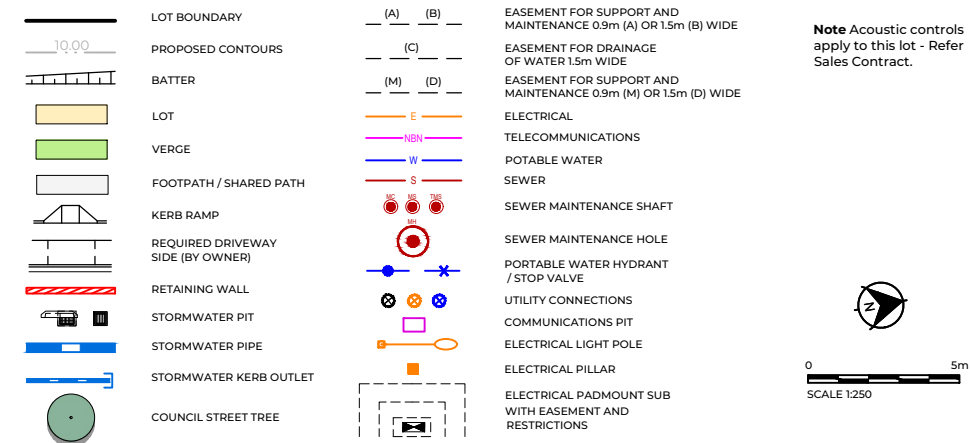 LOT BOUNDARY
10.00
PROPOSED CONTOURS
BATTER
LOT
VERGE
FOOTPATH / SHARED PATH
KERB RAMP
REQUIRED DRIVEWAY
SIDE (BY OWNER)
RETAINING WALL
STORMWATER PIT
STORMWATER PIPE
STORMWATER KERB OUTLET
COUNCIL STREET TREE
(A) (B)
EASEMENT FOR SUPPORT AND
MAINTENANCE 0.9m (A) OR 1.5m (B) WIDE
(C)
EASEMENT FOR DRAINAGE
OF WATER 1.5m WIDE
(M) (D)
EASEMENT FOR SUPPORT AND
MAINTENANCE 0.9m (M) OR 1.5m (D) WIDE
E
ELECTRICAL
NBN
TELECOMMUNICATIONS
W
POTABLE WATER
S
SEWER
MC MS TMS
SEWER MAINTENANCE SHAFT
MH
SEWER MAINTENANCE HOLE
PORTABLE WATER HYDRANT
/ STOP VALVE
UTILITY CONNECTIONS
COMMUNICATIONS PIT
ELECTRICAL LIGHT POLE
ELECTRICAL PILLAR
ELECTRICAL PADMOUNT SUB
WITH EASEMENT AND
RESTRICTIONS
Note Acoustic controls
apply to this lot - Refer
Sales Contract.
N
0 5m
SCALE 1:250